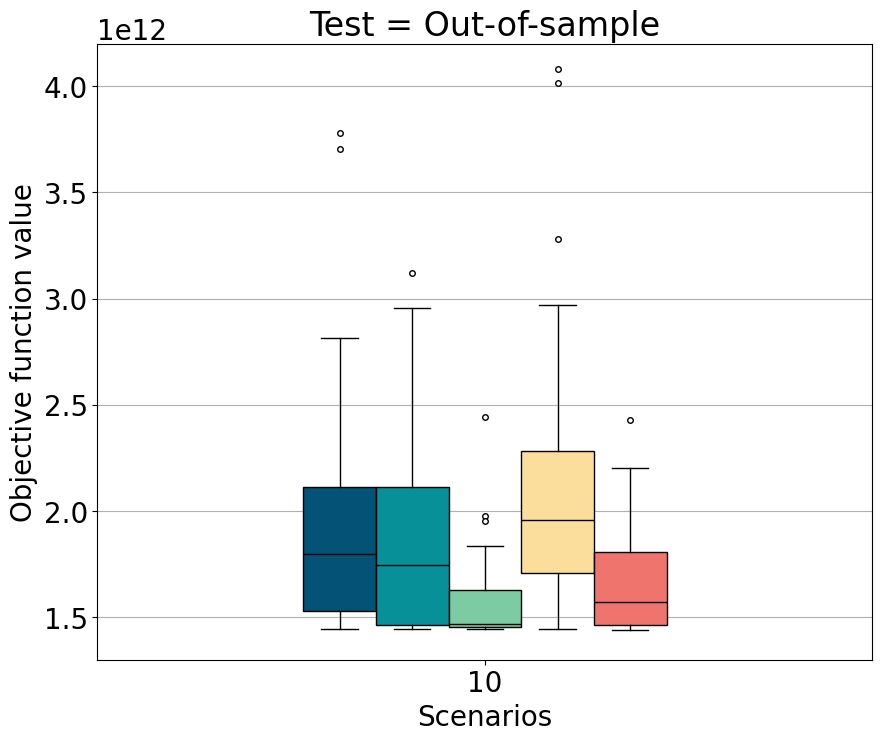 Test = Out-of-sample
1e12
4.0
3.5
3.0
2.5
2.0
1.5
Objective function value
10
Scenarios